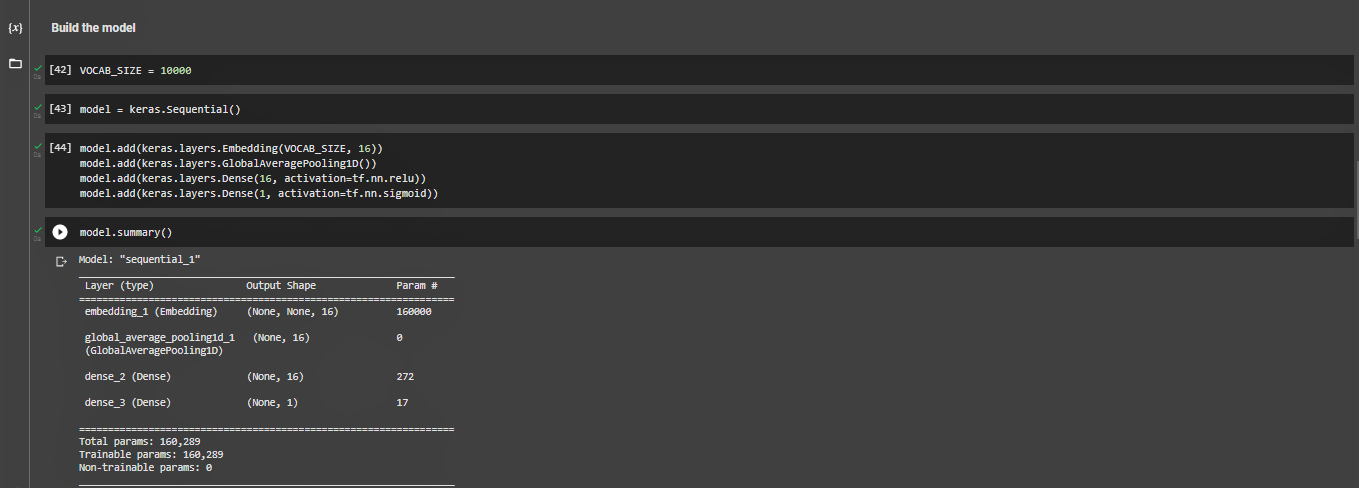 {x} Build the model
0s [42] VOCAB_SIZE = 10000
0s [43] model = keras.Sequential()
0s [44] model.add(keras.layers.Embedding(VOCAB_SIZE, 16))
model.add(keras.layers.GlobalAveragePooling1D())
model.add(keras.layers.Dense(16, activation=tf.nn.relu))
model.add(keras.layers.Dense(1, activation=tf.nn.sigmoid))
0s model.summary()
Model: "sequential_1"
Layer (type) Output Shape Param #
=================================================================
embedding_1 (Embedding) (None, None, 16) 160000
global_average_pooling1d_1 (None, 16) 0
(GlobalAveragePooling1D)
dense_2 (Dense) (None, 16) 272
dense_3 (Dense) (None, 1) 17
=================================================================
Total params: 160,289
Trainable params: 160,289
Non-trainable params: 0